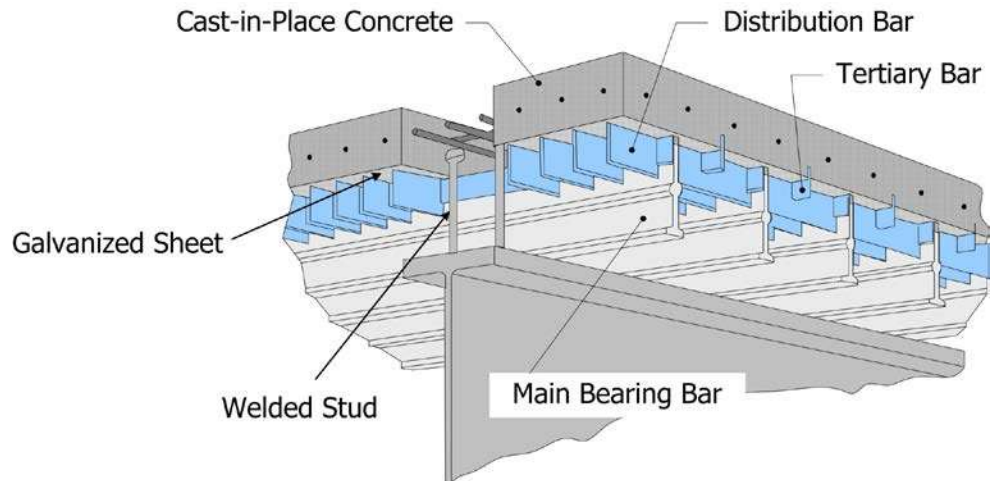 Cast-in-Place Concrete
Distribution Bar
Tertiary Bar
Galvanized Sheet
Main Bearing Bar
Welded Stud